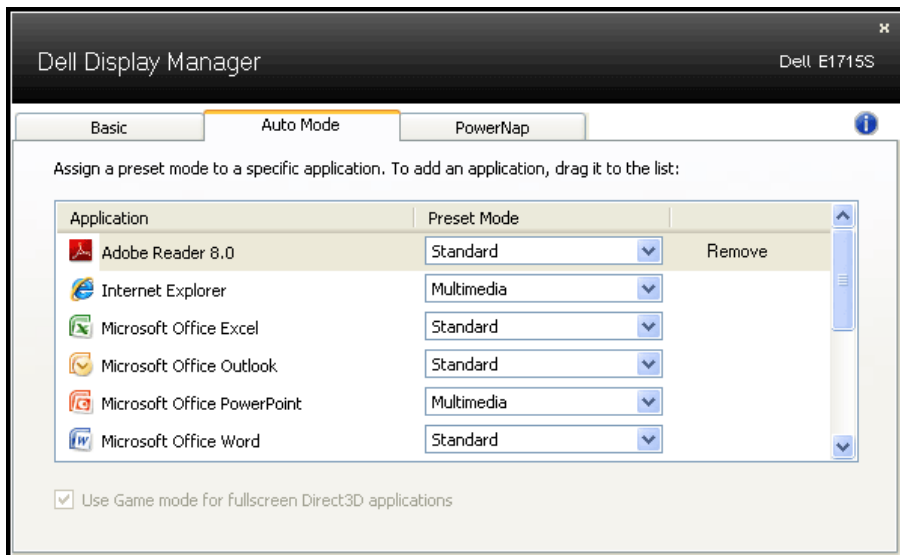 x
Dell Display Manager
Dell E1715S
Basic Auto Mode PowerNap i
Assign a preset mode to a specific application. To add an application, drag it to the list:
Application Preset Mode
Adobe Reader 8.0 Standard Remove
Internet Explorer Multimedia
Microsoft Office Excel Standard
Microsoft Office Outlook Standard
Microsoft Office PowerPoint Multimedia
Microsoft Office Word Standard
Use Game mode for fullscreen Direct3D applications